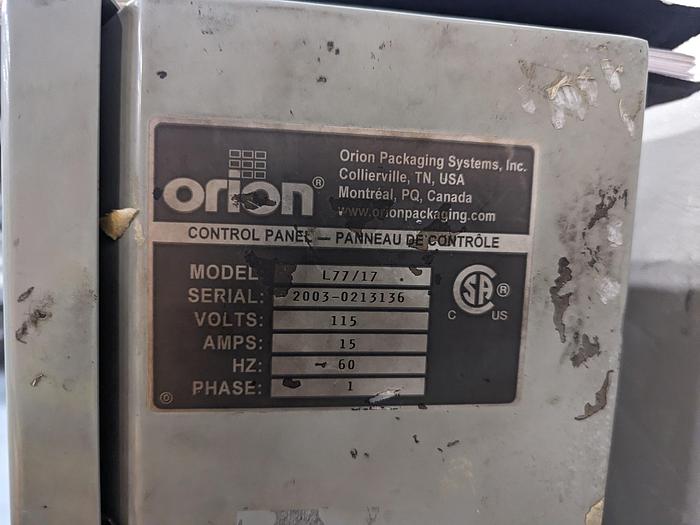 orion®
Orion Packaging Systems, Inc.
Collierville, TN, USA
Montréal, PQ, Canada
www.orionpackaging.com
CONTROL PANEL — PANNEAU DE CONTRÔLE
MODEL: L77/17
SERIAL: 2003-0213136
VOLTS: 115
AMPS: 15
HZ: 60
PHASE: 1
CSA®
C US